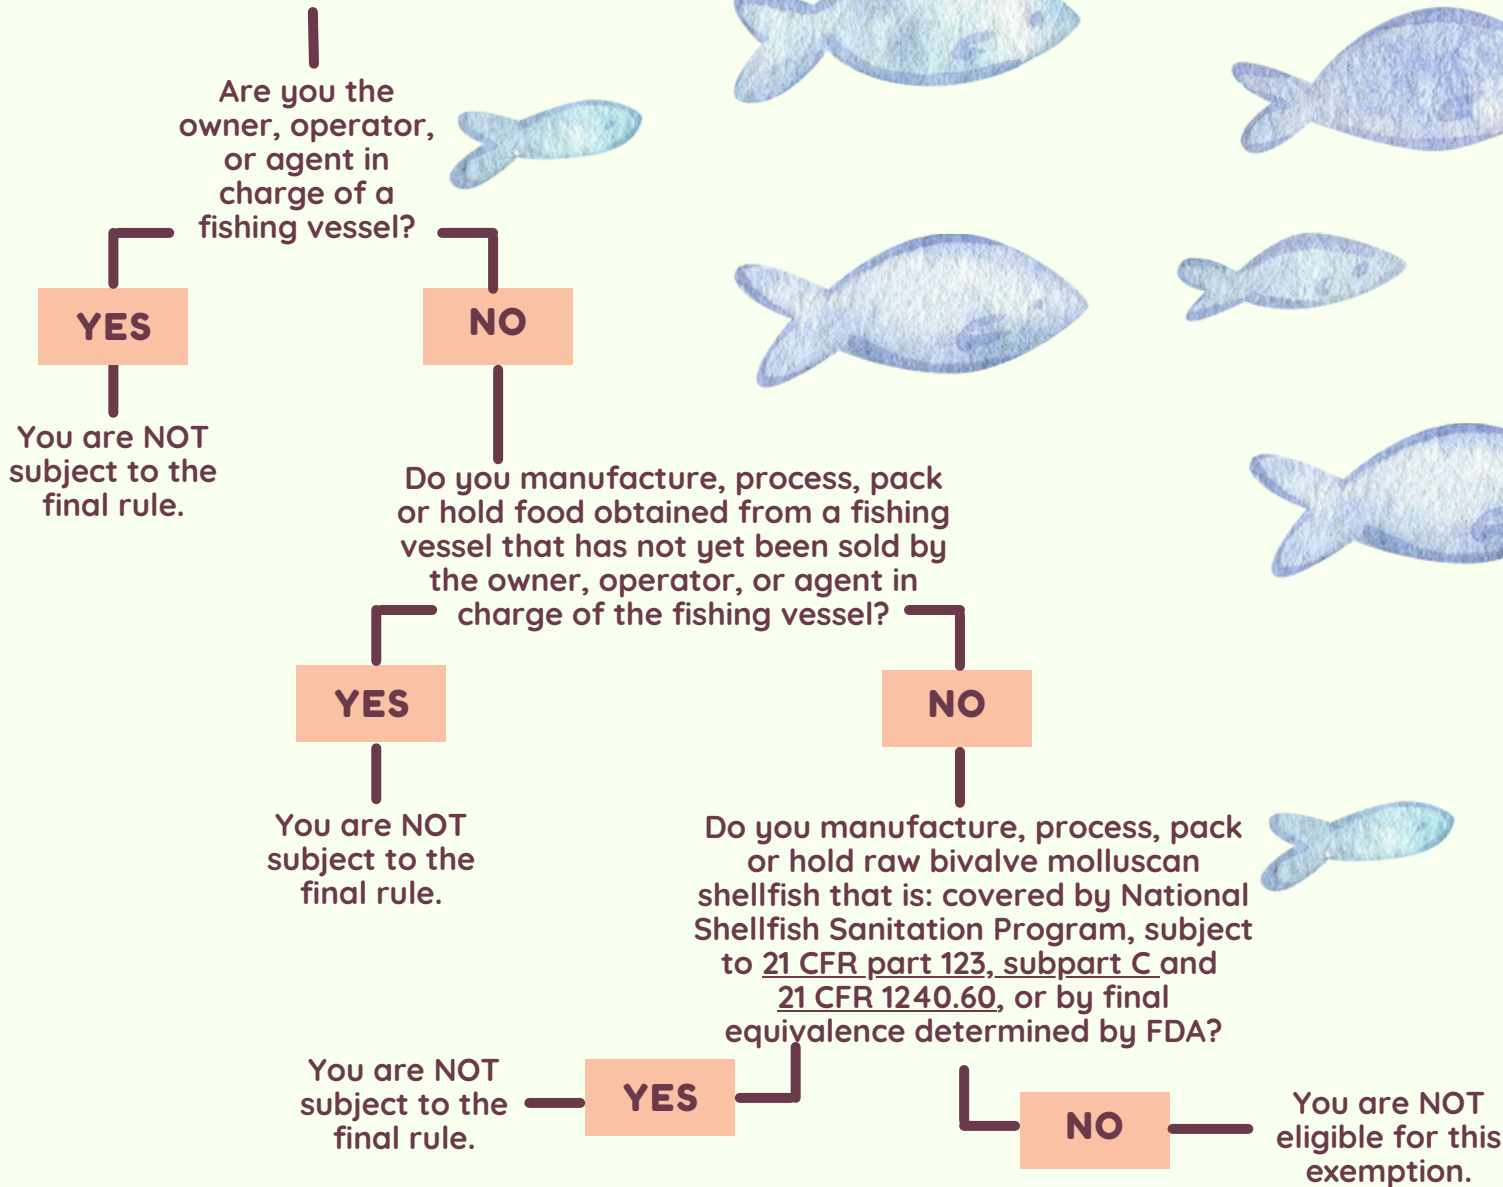 Are you the
owner, operator,
or agent in
charge of a
fishing vessel?
YES
NO
You are NOT
subject to the
final rule.
Do you manufacture, process, pack
or hold food obtained from a fishing
vessel that has not yet been sold by
the owner, operator, or agent in
charge of the fishing vessel?
YES
NO
You are NOT
subject to the
final rule.
Do you manufacture, process, pack
or hold raw bivalve molluscan
shellfish that is: covered by National
Shellfish Sanitation Program, subject
to 21 CFR part 123, subpart C and
21 CFR 1240.60, or by final
equivalence determined by FDA?
You are NOT
subject to the
final rule.
YES
NO
You are NOT
eligible for this
exemption.